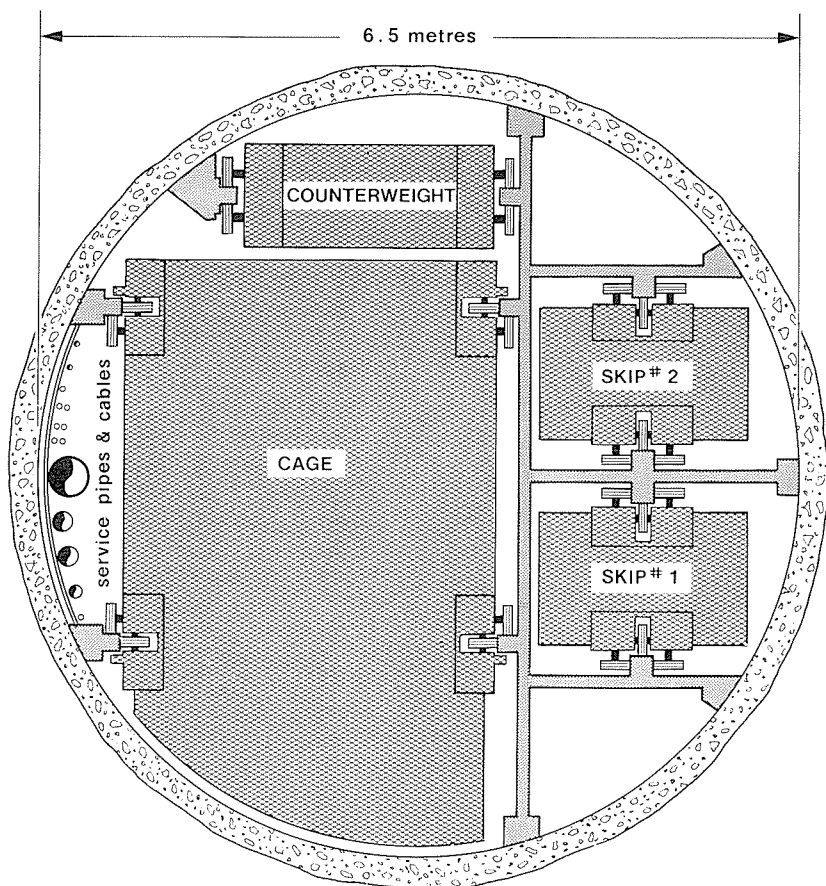 6.5 metres
COUNTERWEIGHT
service pipes & cables
CAGE
SKIP # 2
SKIP # 1